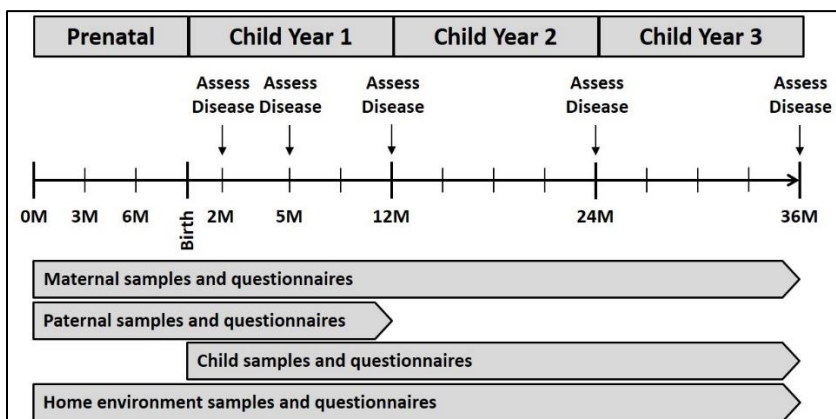 Prenatal Child Year 1 Child Year 2 Child Year 3
Assess Assess Assess Assess Assess
Disease Disease Disease Disease Disease
0M 3M 6M Birth 2M 5M 12M 24M 36M
Maternal samples and questionnaires
Paternal samples and questionnaires
Child samples and questionnaires
Home environment samples and questionnaires